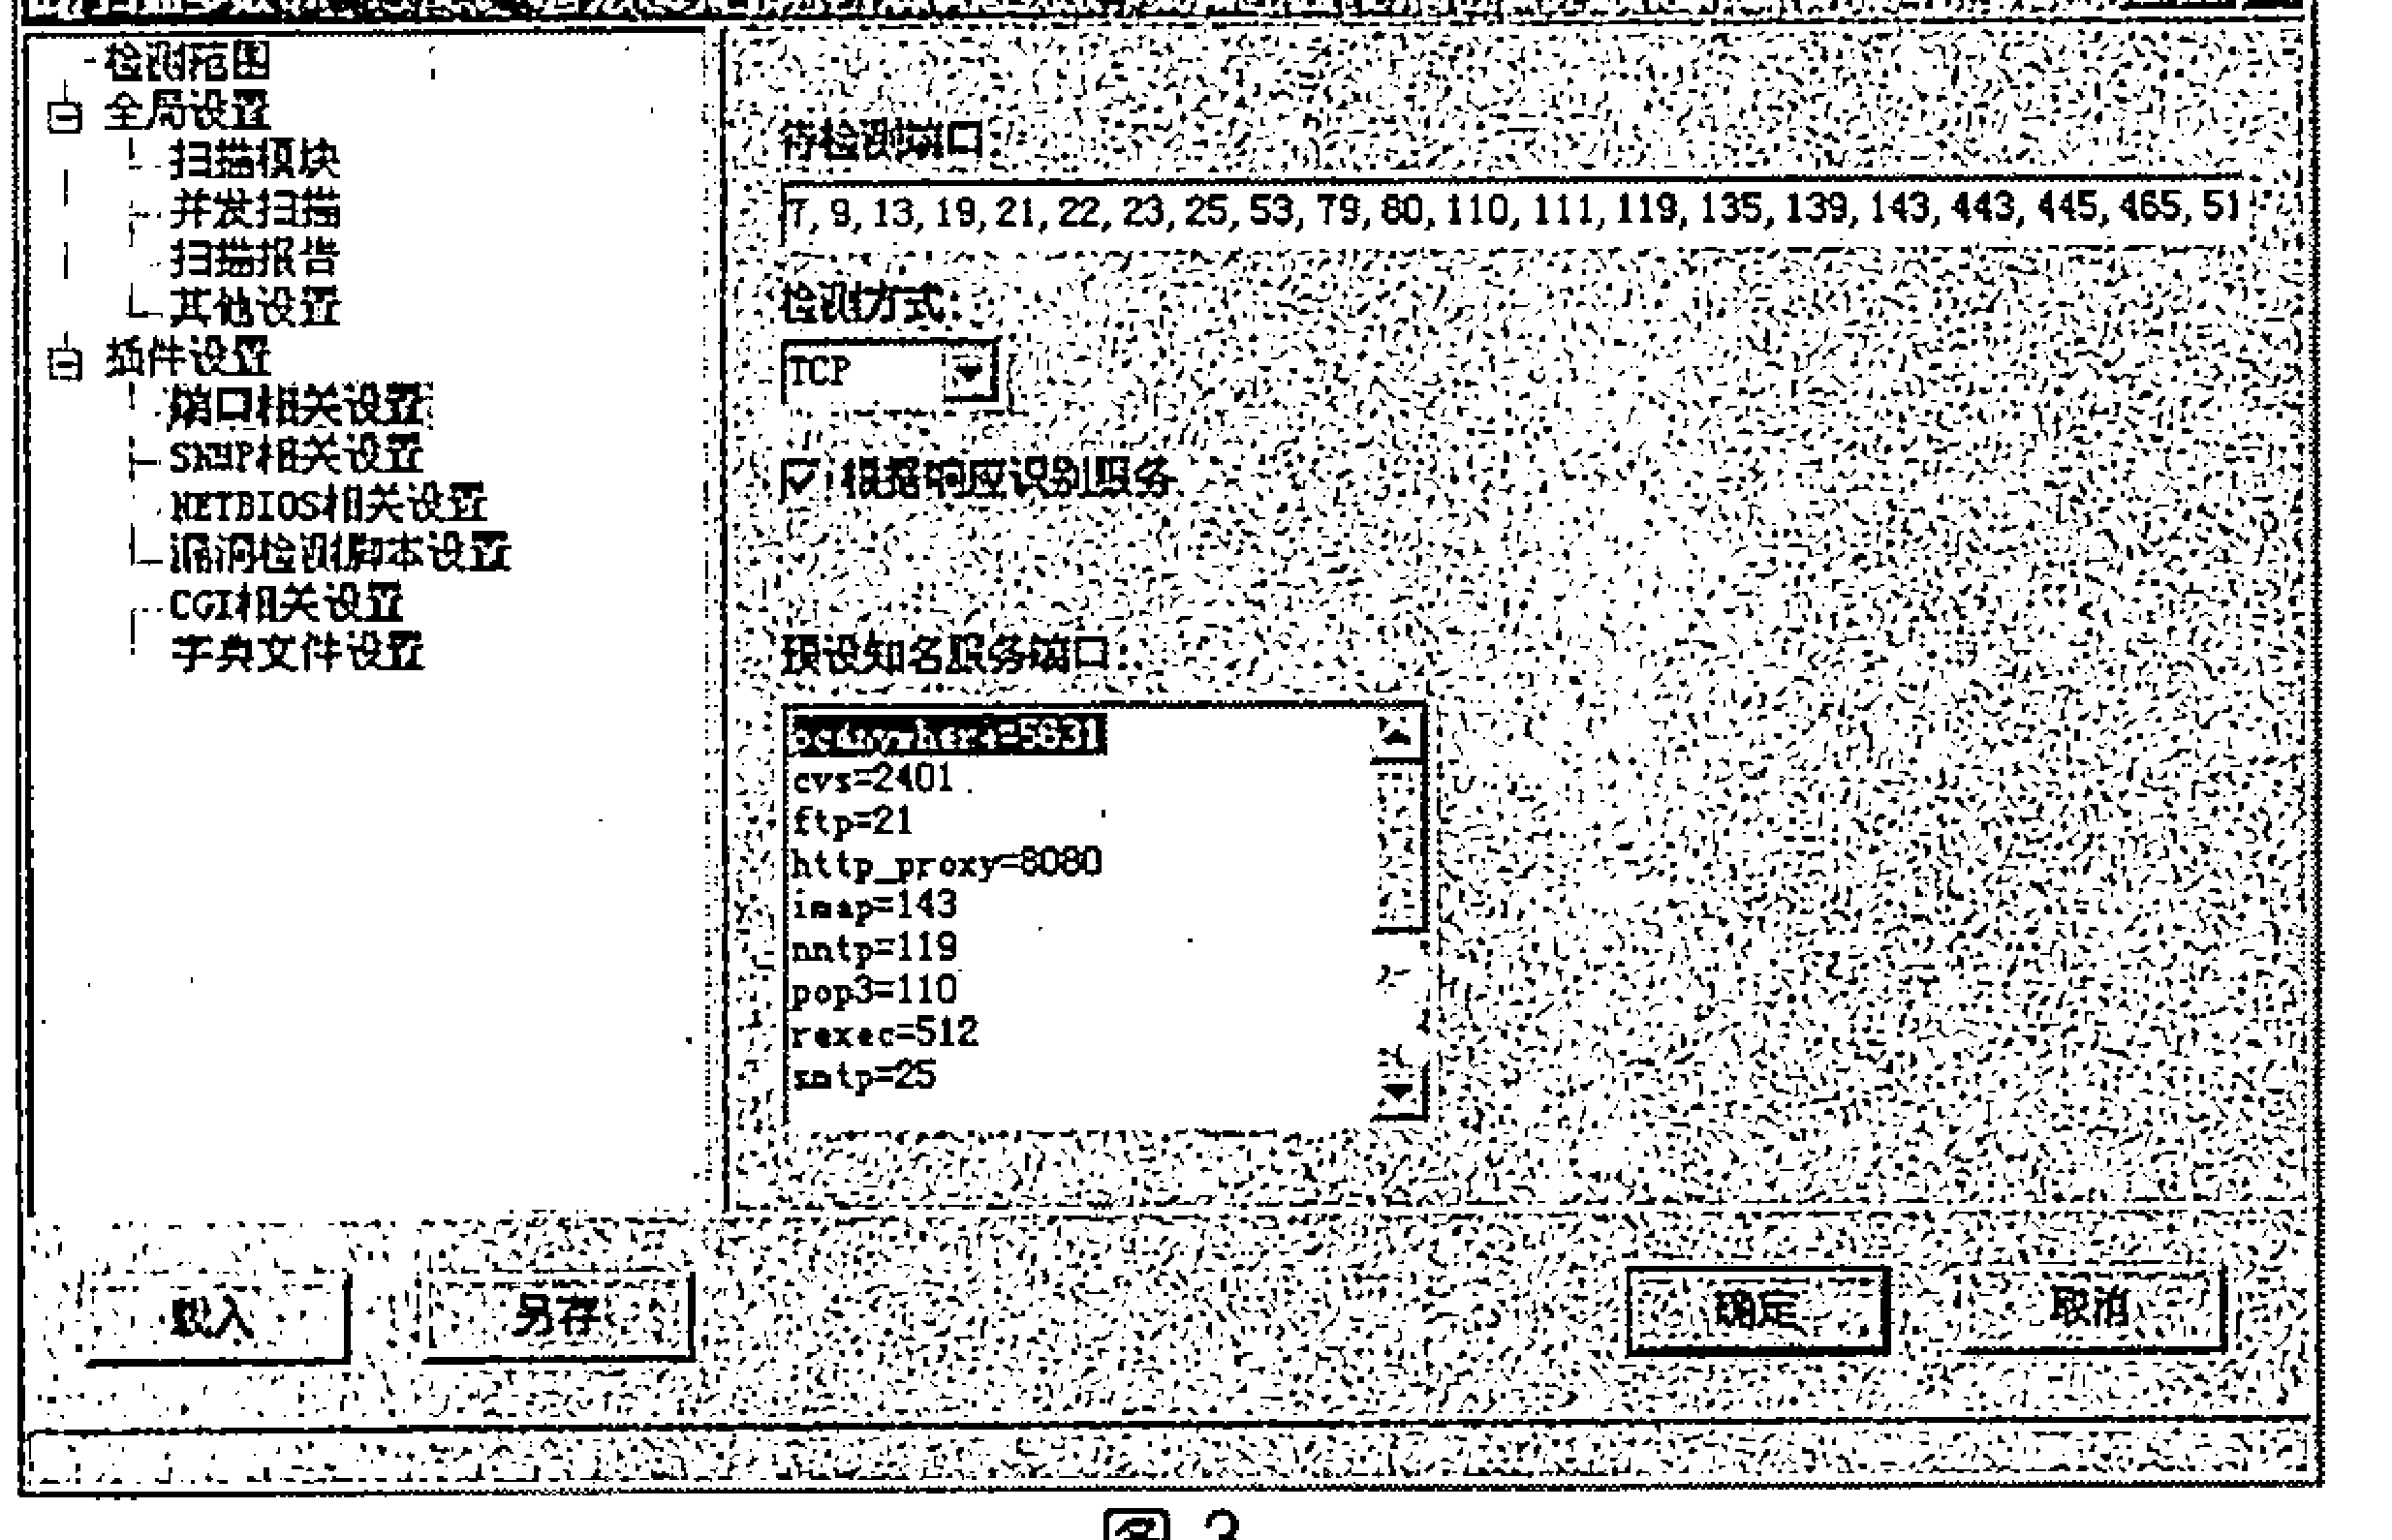 扫描参数
检测范围
全局设置
扫描模块
并发扫描
扫描报告
其他设置
插件设置
端口相关设置
SNMP相关设置
NETBIOS相关设置
漏洞检测脚本设置
CGI相关设置
字典文件设置
待检测端口
7, 9, 13, 19, 21, 22, 23, 25, 53, 79, 80, 110, 111, 119, 135, 139, 143, 443, 445, 465, 51
检测方式:
TCP
根据响应识别服务
预设知名服务端口:
pcanywhere=5631
cvs=2401
ftp=21
http_proxy=8080
imap=143
nntp=119
pop3=110
rexec=512
smtp=25
载入
另存
确定
取消
图 3